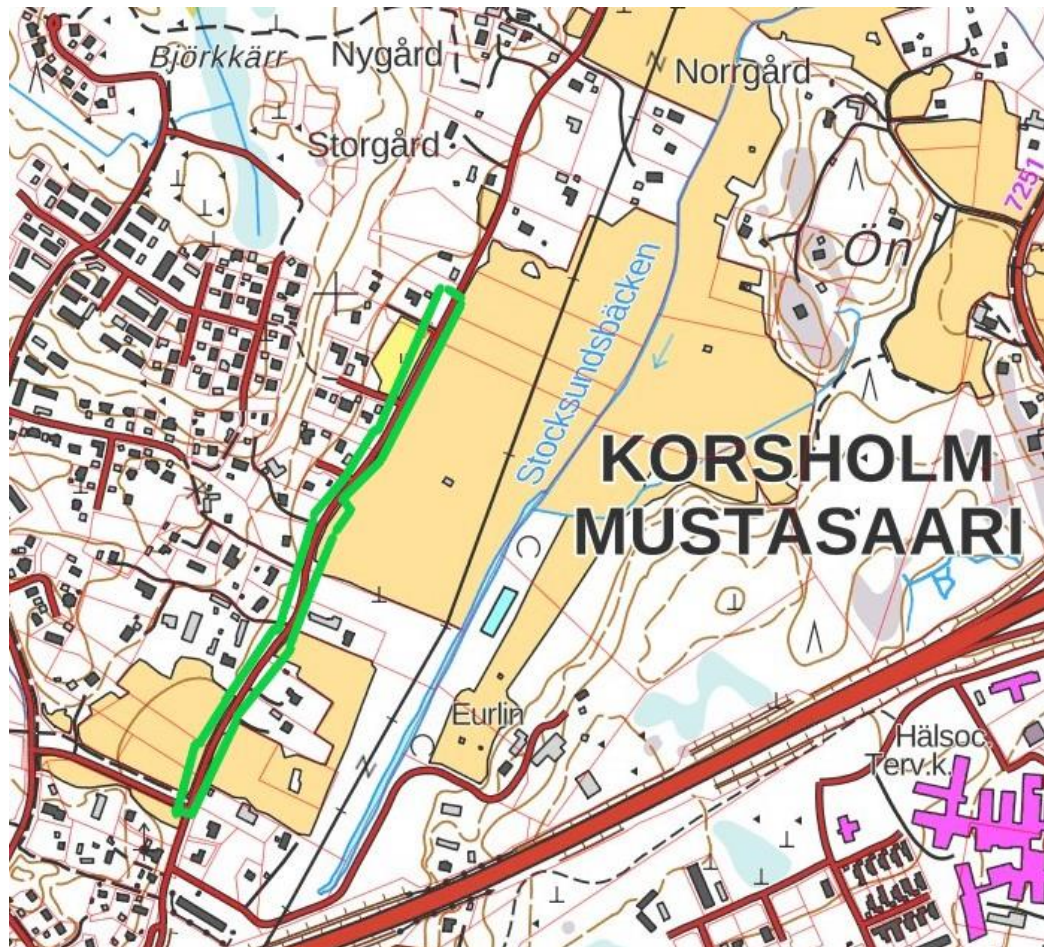 Björkkärr
Nygård
Norrgård
Storgård
7251
Ön
Stocksundsbäcken
KORSHOLM
MUSTASAARI
Eurlin
Hälsoc.
Terv.k.